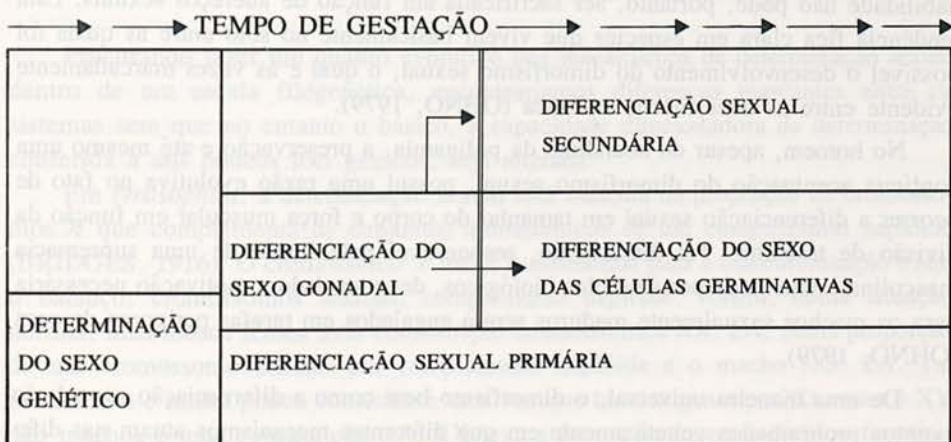 TEMPO DE GESTAÇÃO
DIFERENCIAÇÃO SEXUAL
SECUNDÁRIA
DIFERENCIAÇÃO DO
SEXO GONADAL
DIFERENCIAÇÃO DO SEXO
DAS CÉLULAS GERMINATIVAS
DETERMINAÇÃO
DO SEXO
GENÉTICO
DIFERENCIAÇÃO SEXUAL PRIMÁRIA